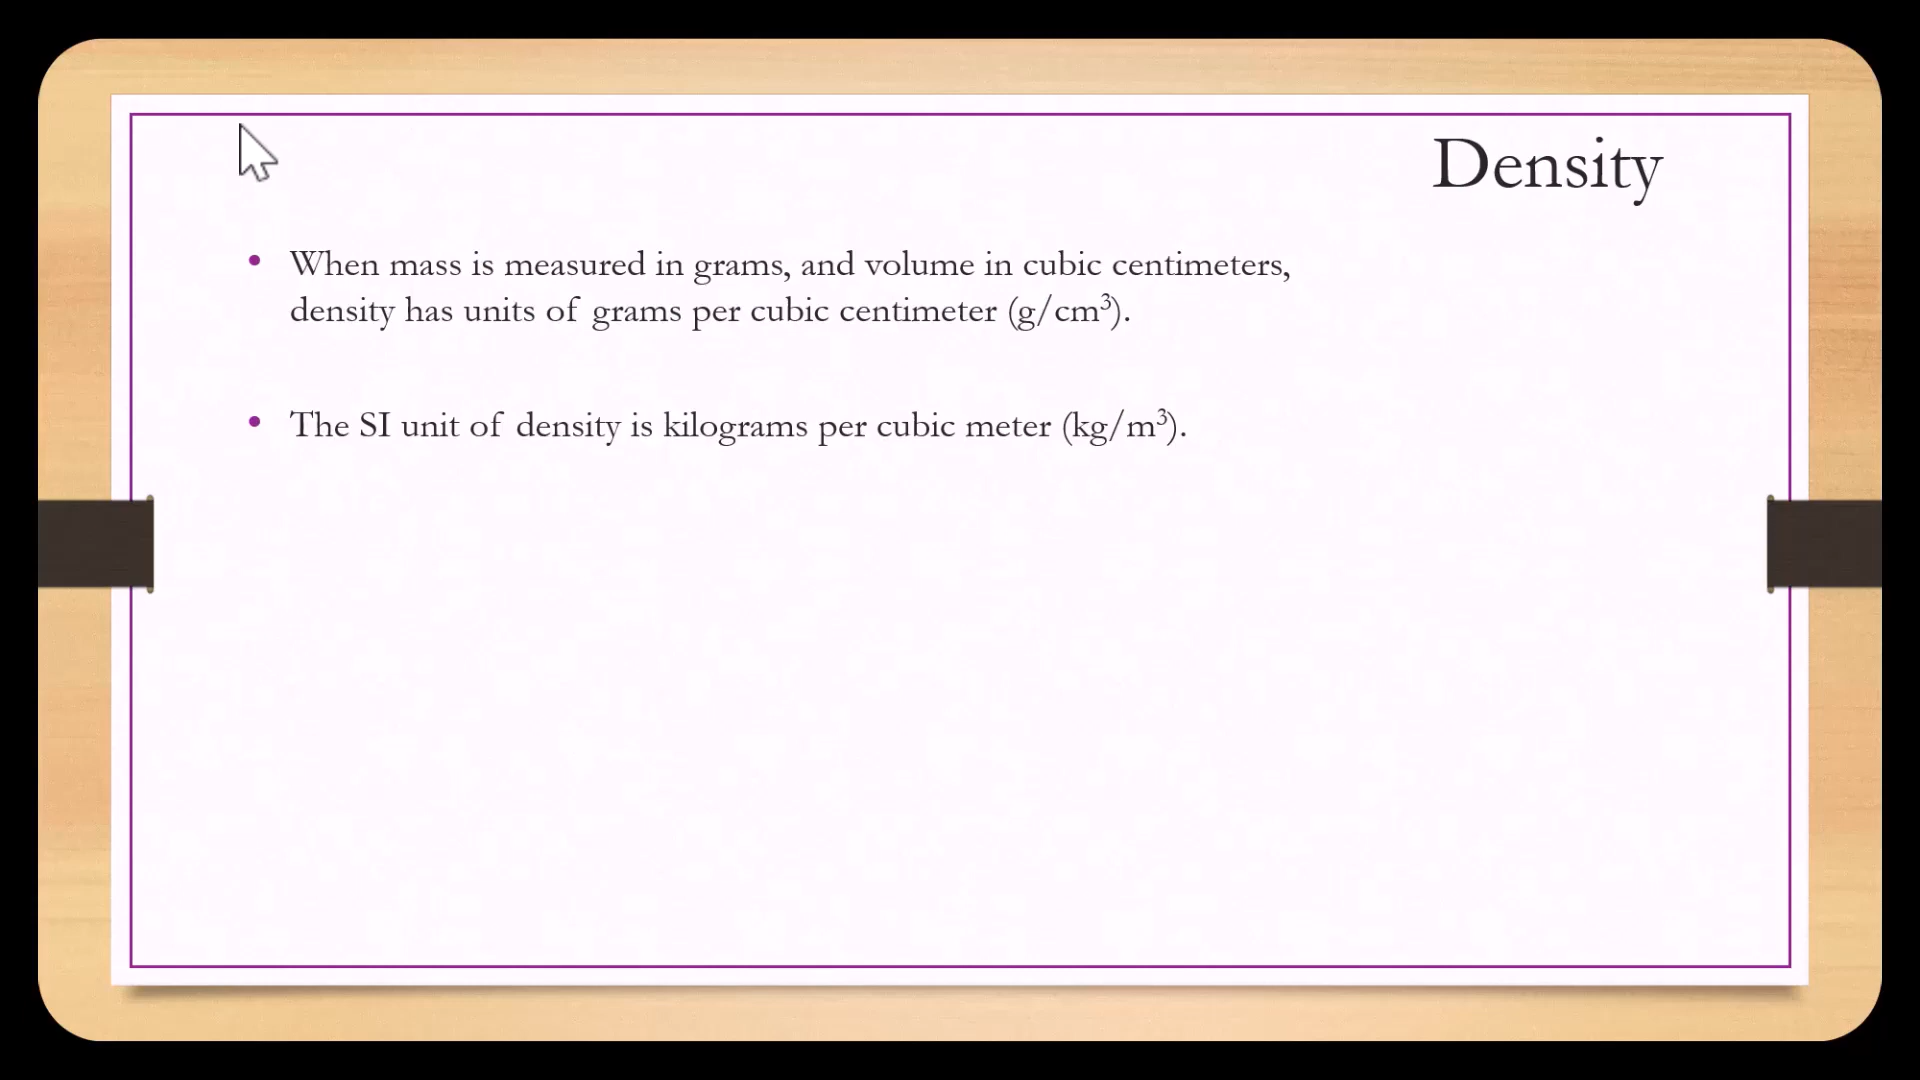 Density
• When mass is measured in grams, and volume in cubic centimeters,
density has units of grams per cubic centimeter (g/cm³).
• The SI unit of density is kilograms per cubic meter (kg/m³).